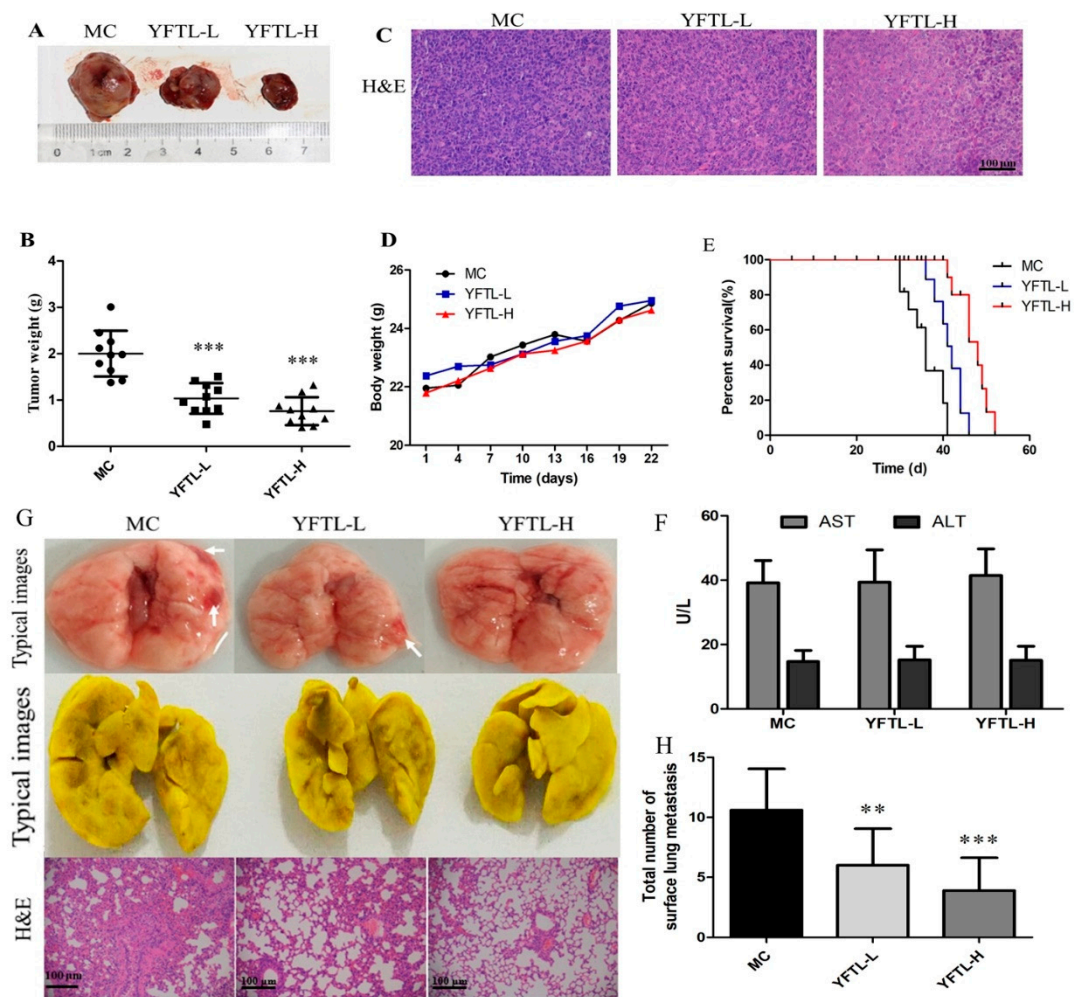 A
MC YFTL-L YFTL-H
0 1cm 2 3 4 5 6 7
C
MC YFTL-L YFTL-H
H&E
100 μm
B
Tumor weight (g)
4
3
2
1
0
***
***
MC YFTL-L YFTL-H
D
Body weight (g)
26
24
22
20
MC
YFTL-L
YFTL-H
1 4 7 10 13 16 19 22
Time (days)
E
Percent survival(%)
100
80
60
40
20
0
MC
YFTL-L
YFTL-H
0 20 40 60
Time (d)
G
MC YFTL-L YFTL-H
Typical images
Typical images
H&E
100 μm 100 μm 100 μm
F
AST ALT
U/L
60
40
20
0
MC YFTL-L YFTL-H
H
Total number of
surface lung metastasis
15
10
5
0
**
***
MC YFTL-L YFTL-H